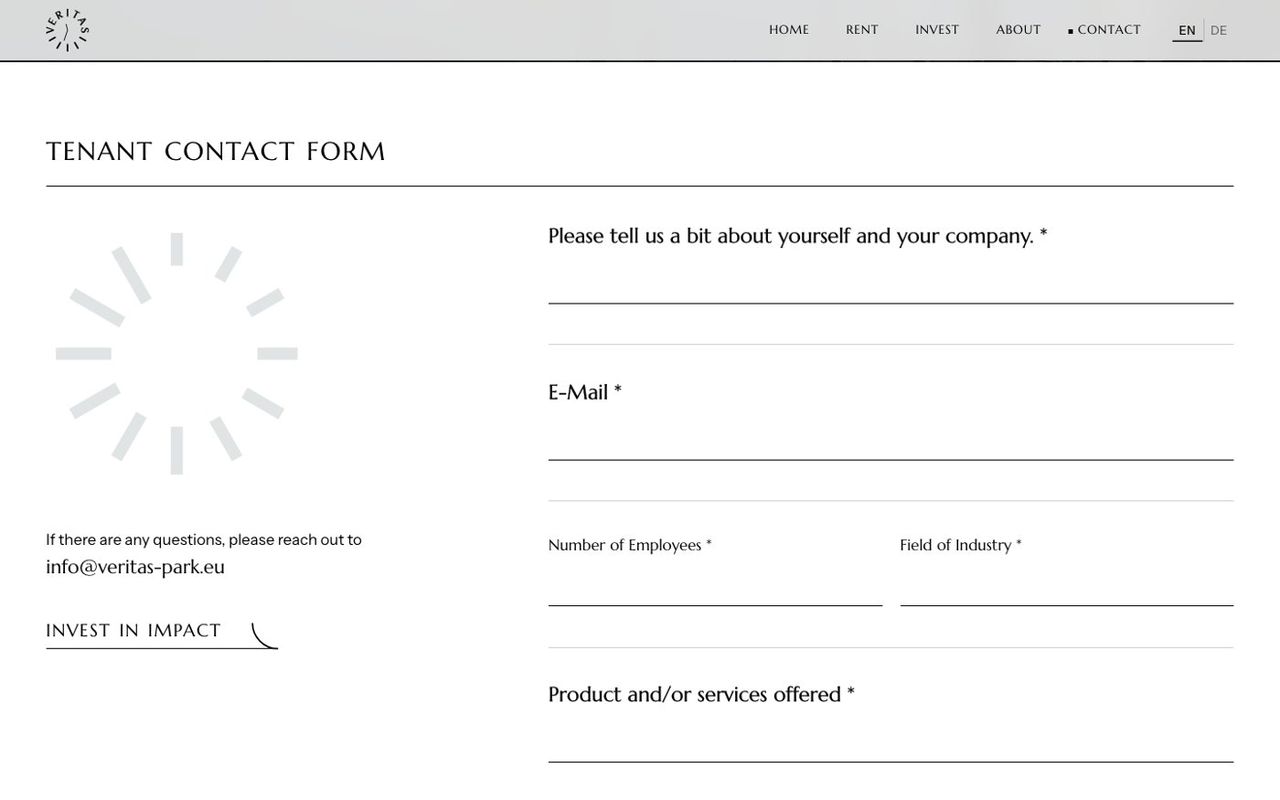 VERITAS
HOME
RENT
INVEST
ABOUT
CONTACT
EN
DE
TENANT CONTACT FORM
Please tell us a bit about yourself and your company. *
E-Mail *
Number of Employees *
Field of Industry *
Product and/or services offered *
If there are any questions, please reach out to
info@veritas-park.eu
INVEST IN IMPACT